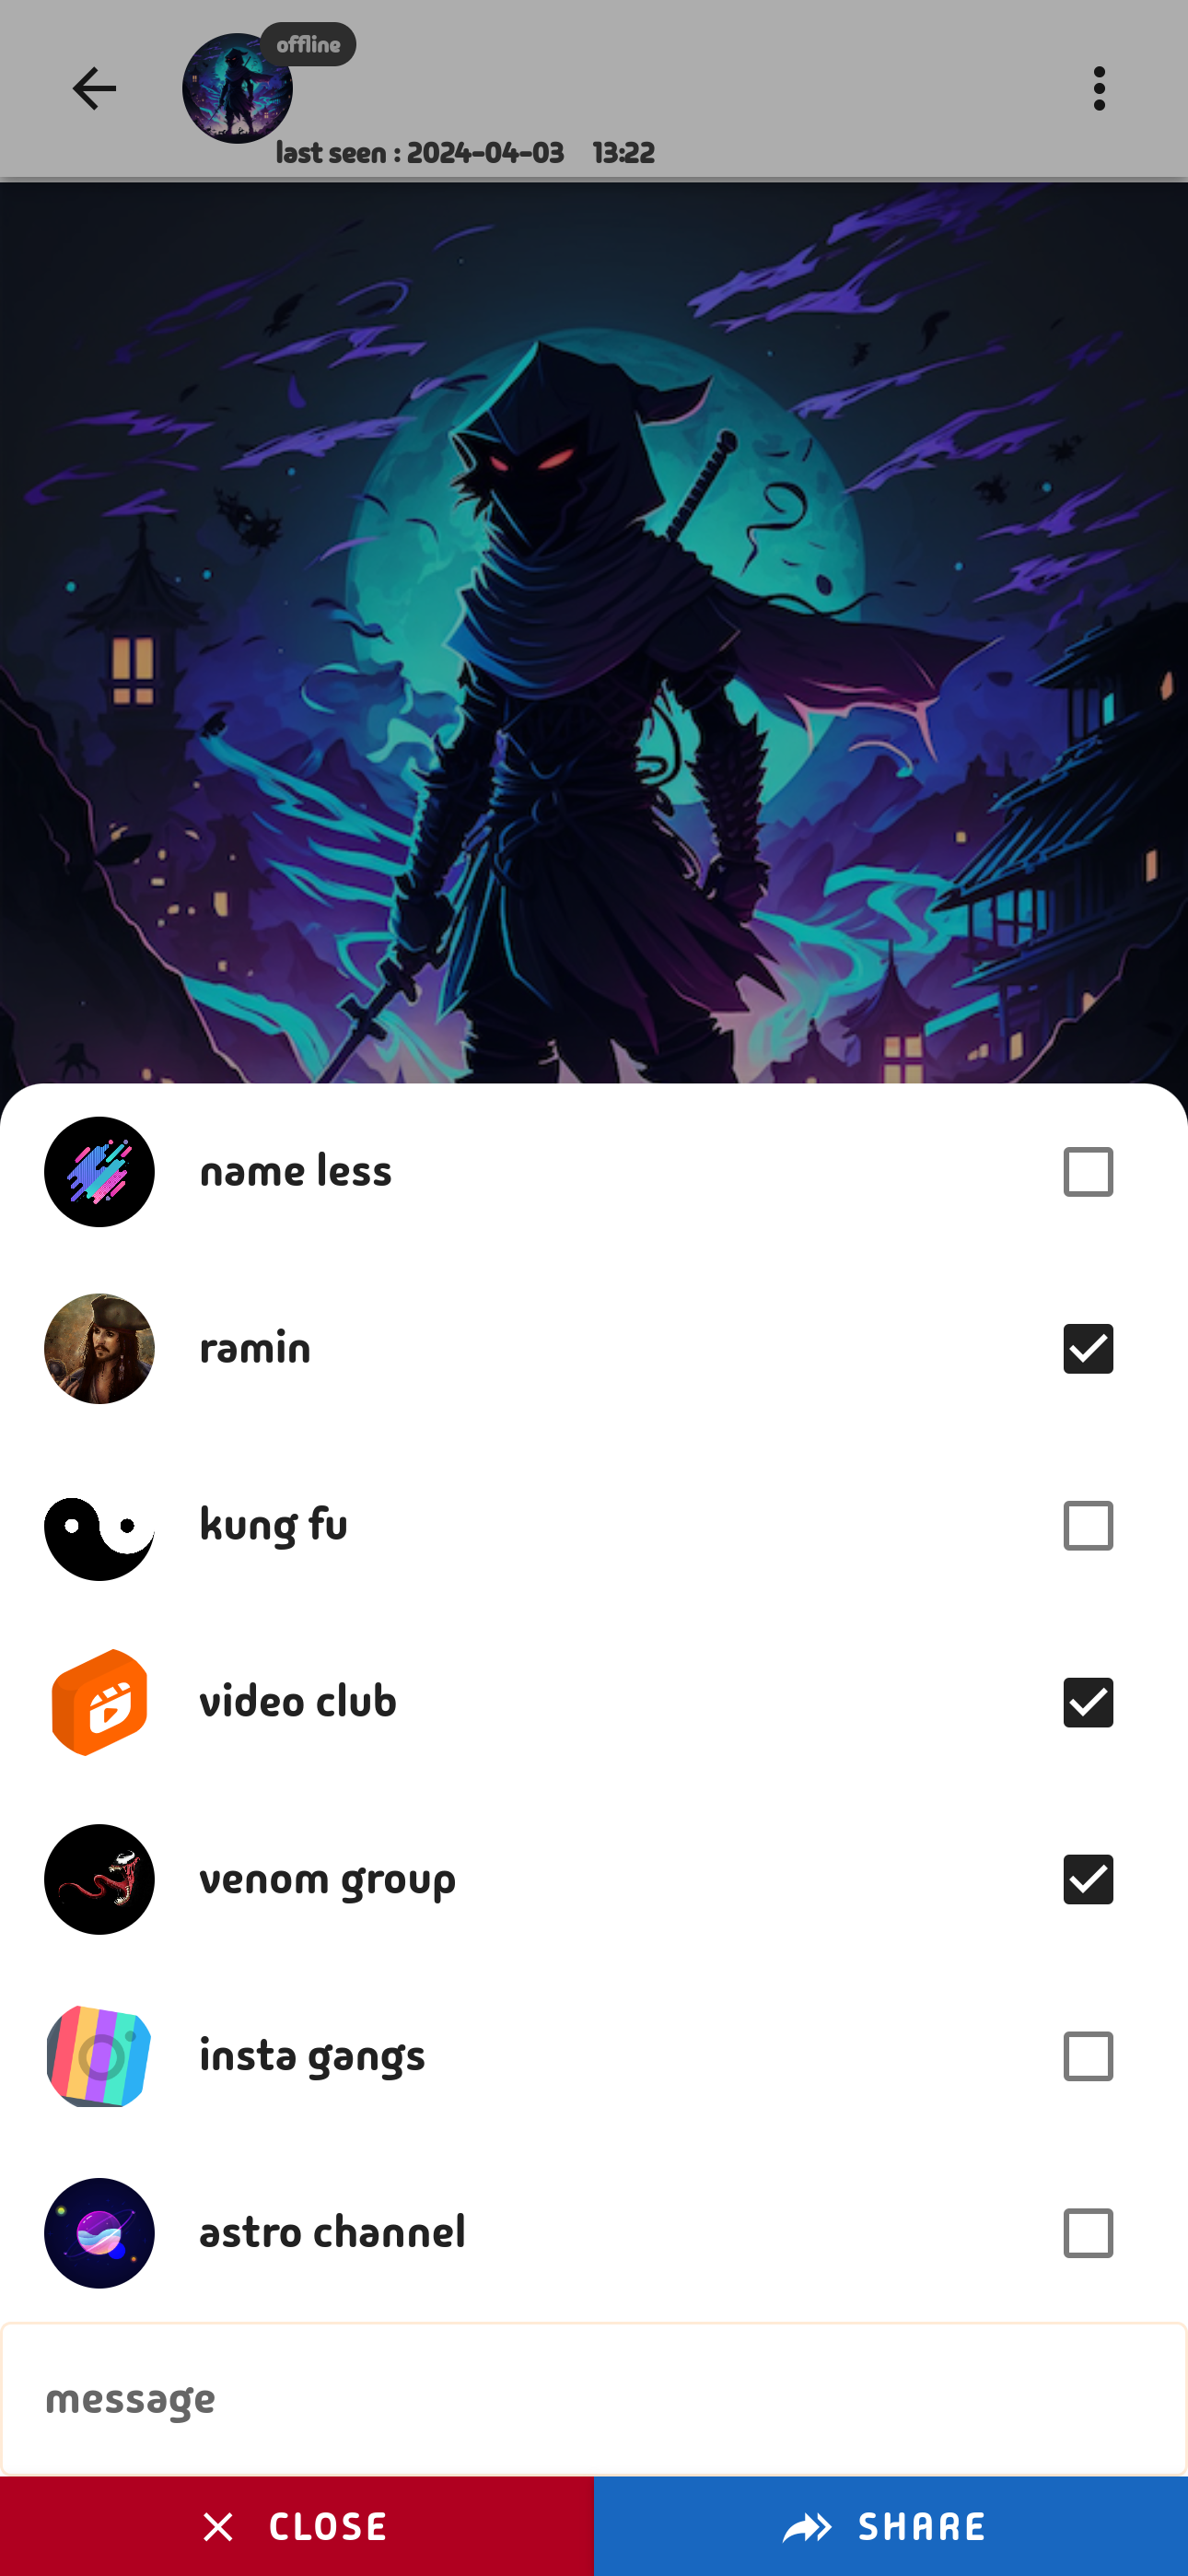 offline
last seen : 2024-04-03 13:22
name less
ramin
kung fu
video club
venom group
insta gangs
astro channel
message
CLOSE
SHARE